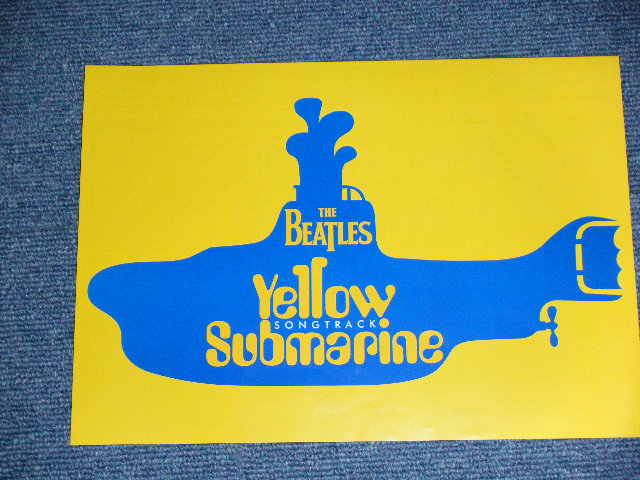 THE
BEATLES
Yellow
SONGTRACK
Submarine